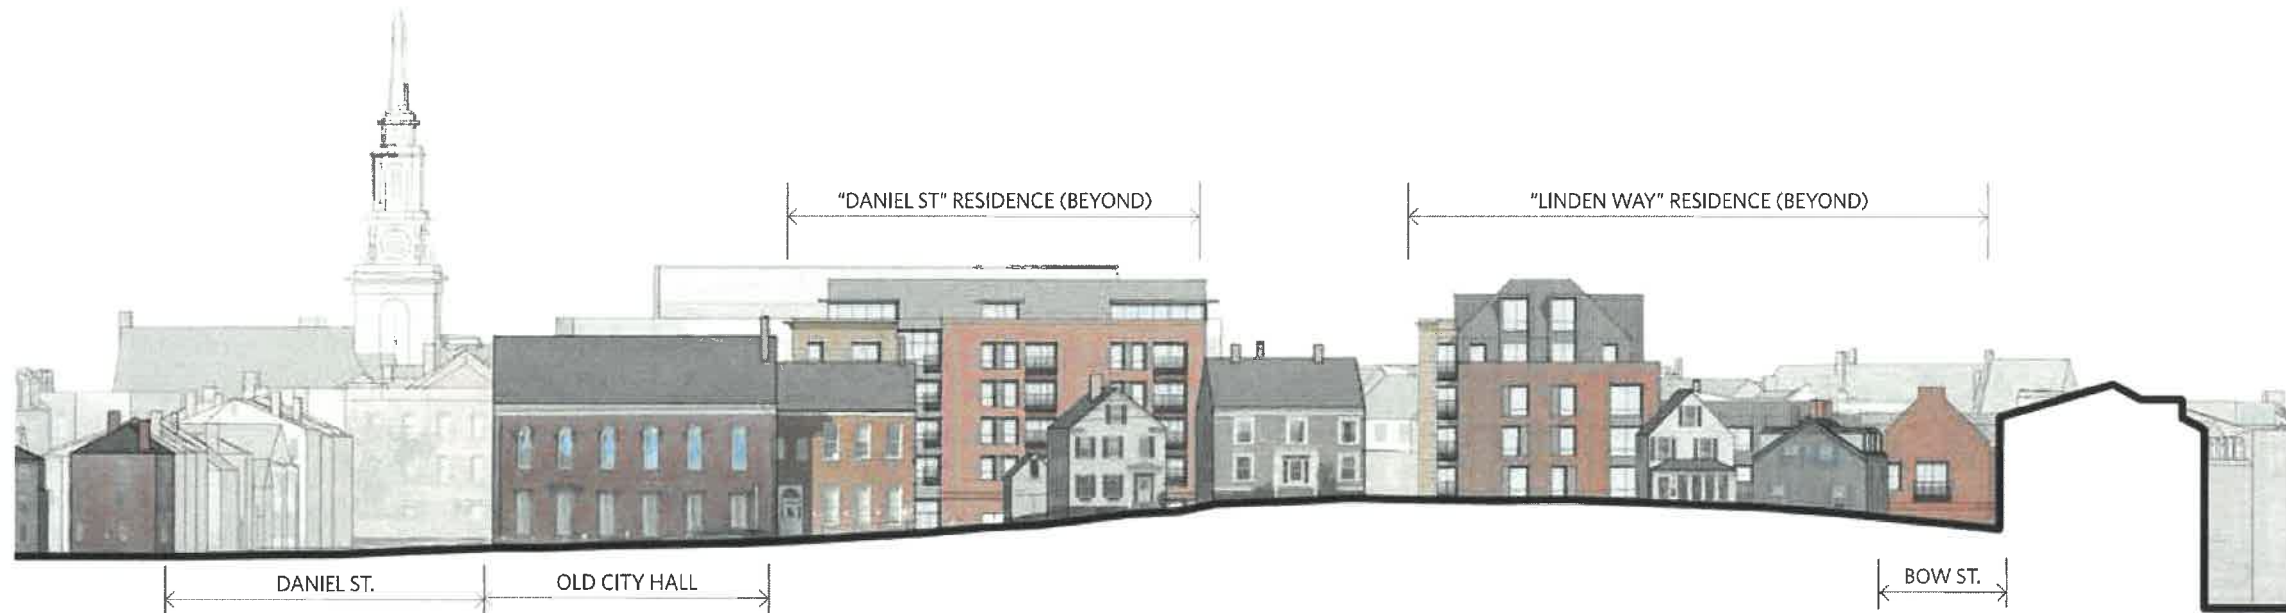 "DANIEL ST" RESIDENCE (BEYOND)
"LINDEN WAY" RESIDENCE (BEYOND)
DANIEL ST.
OLD CITY HALL
BOW ST.